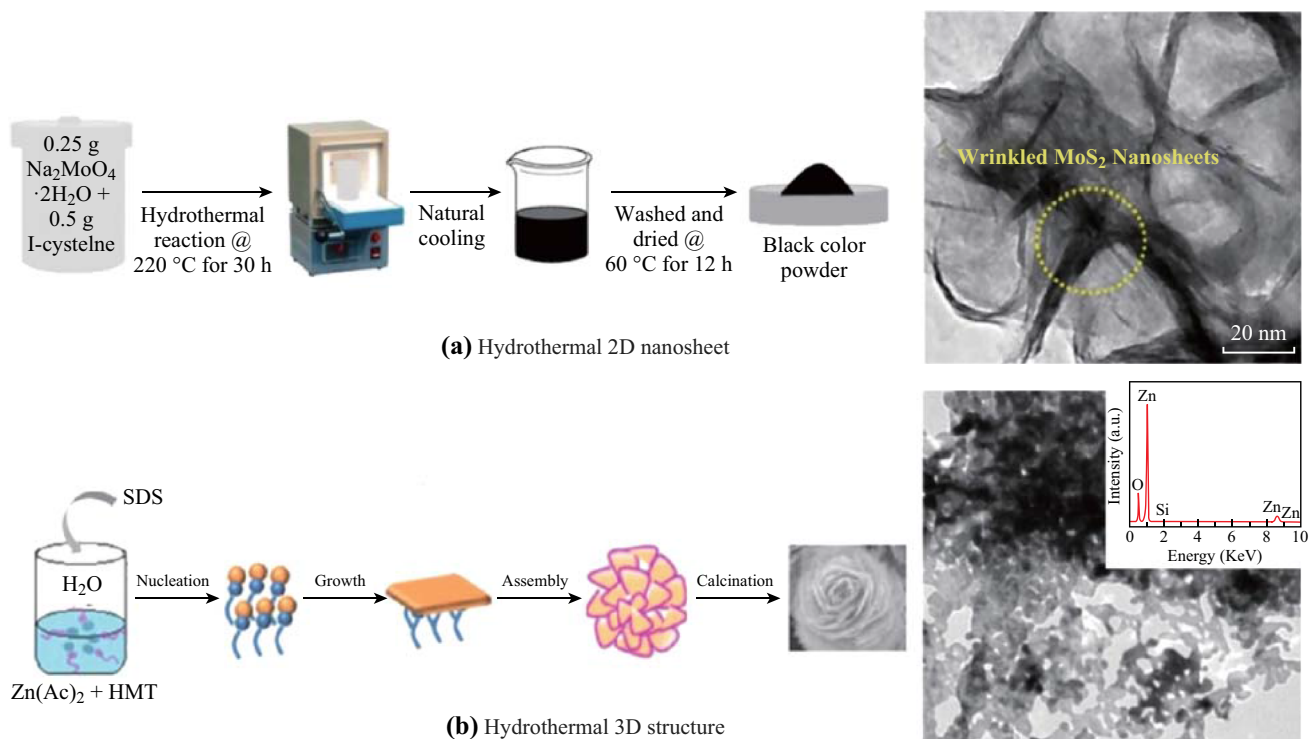 0.25 g
Na₂MoO₄
·2H₂O +
0.5 g
I-cystelne
Hydrothermal
reaction @
220 °C for 30 h
Natural
cooling
Washed and
dried @
60 °C for 12 h
Black color
powder
Wrinkled MoS₂ Nanosheets
20 nm
(a) Hydrothermal 2D nanosheet
SDS
H₂O
Zn(Ac)₂ + HMT
Nucleation
Growth
Assembly
Calcination
Intensity (a.u.)
Zn
O
Si
Zn
Zn
0 2 4 6 8 10
Energy (KeV)
(b) Hydrothermal 3D structure